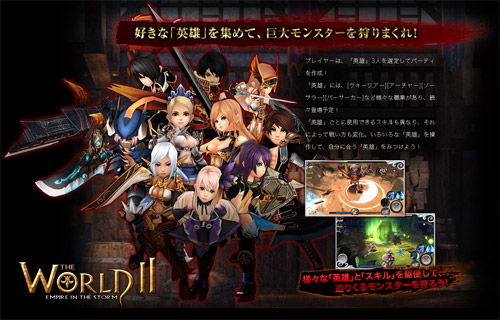 好きな「英雄」を集めて、巨大モンスターを狩りまくれ!
プレイヤーは、「英雄」3人を選定してパーティ
を作成!
「英雄」には、[ウォーリアー][アーチャー][ソー
サラー][バーサーカー]など様々な職業があり、続
々登場予定!
「英雄」ごとに使用できるスキルも異なり、それ
によって戦い方も変化。いろいろな「英雄」を操
作して、自分に合う「英雄」をみつけよう!
THE
WORLD II
EMPIRE IN THE STORM
様々な「英雄」と「スキル」を駆使して、
迫りくるモンスターを狩ろう!